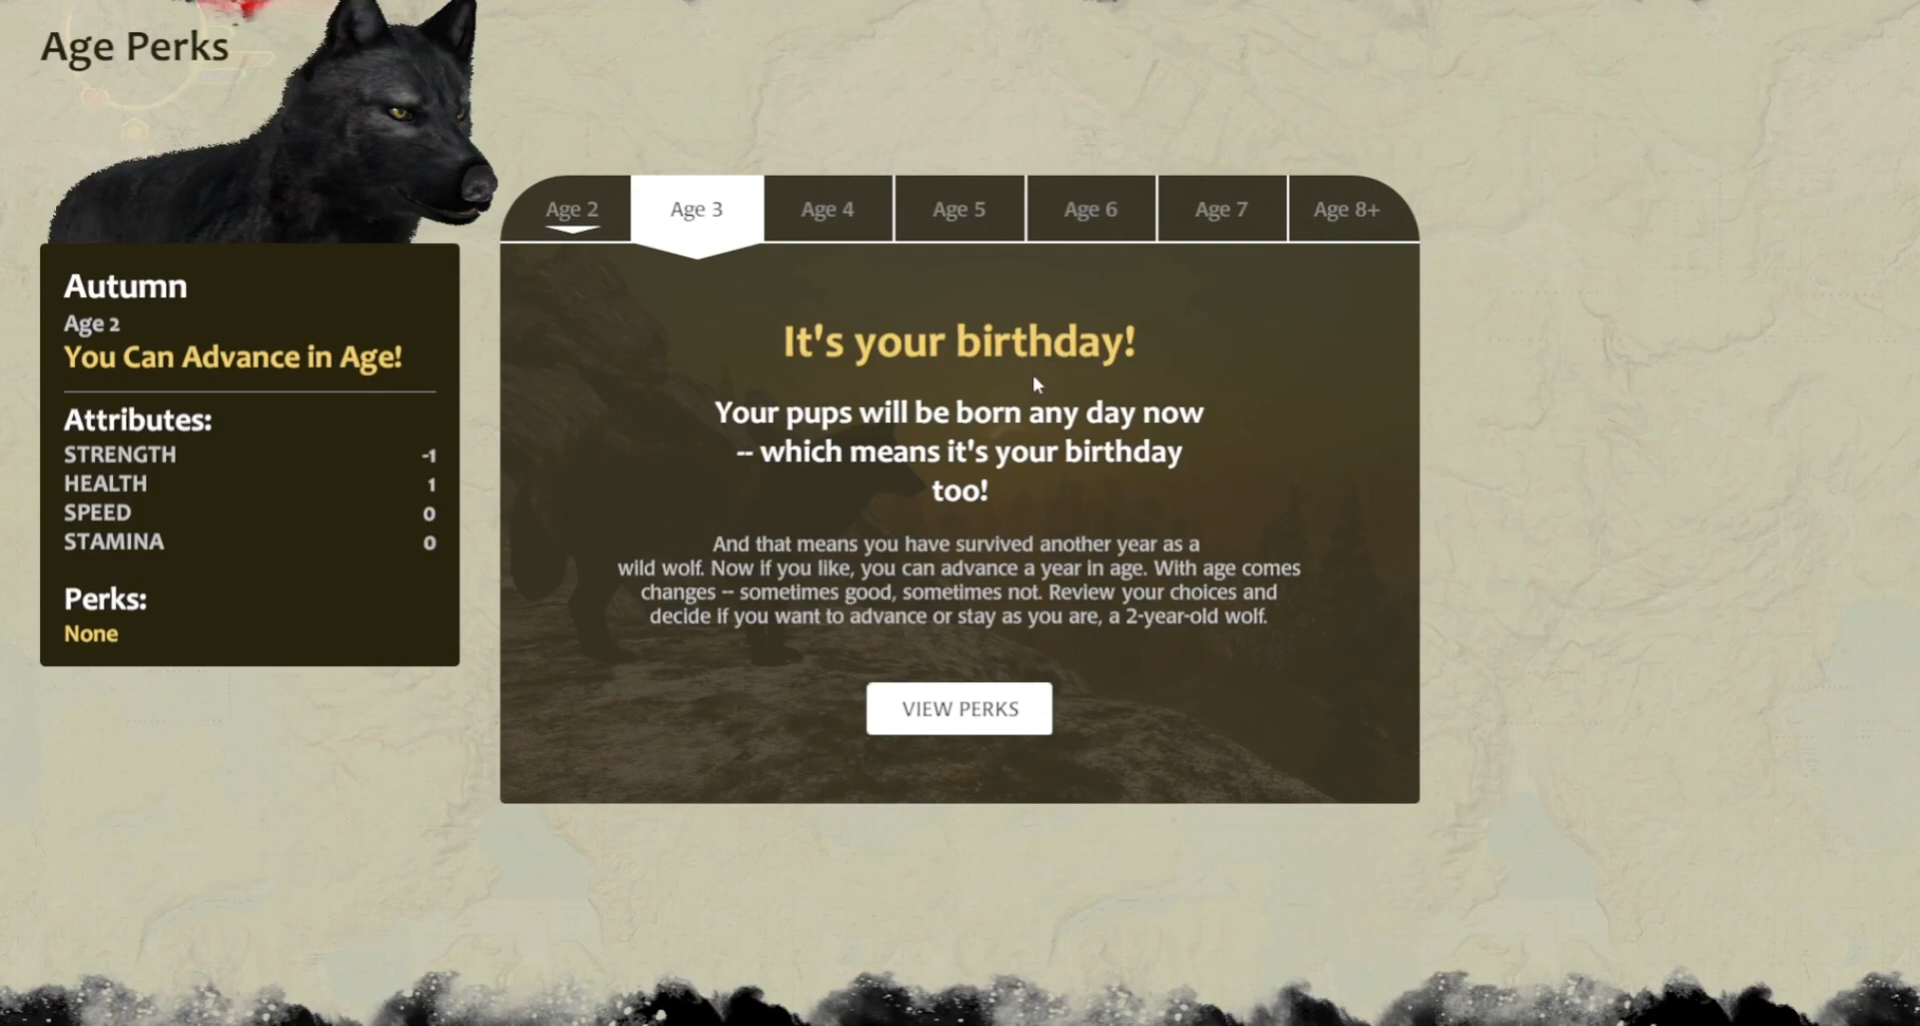 Age Perks
Autumn
Age 2
You Can Advance in Age!
Attributes:
STRENGTH -1
HEALTH 1
SPEED 0
STAMINA 0
Perks:
None
Age 2 Age 3 Age 4 Age 5 Age 6 Age 7 Age 8+
It's your birthday!
Your pups will be born any day now
-- which means it's your birthday
too!
And that means you have survived another year as a
wild wolf. Now if you like, you can advance a year in age. With age comes
changes -- sometimes good, sometimes not. Review your choices and
decide if you want to advance or stay as you are, a 2-year-old wolf.
VIEW PERKS